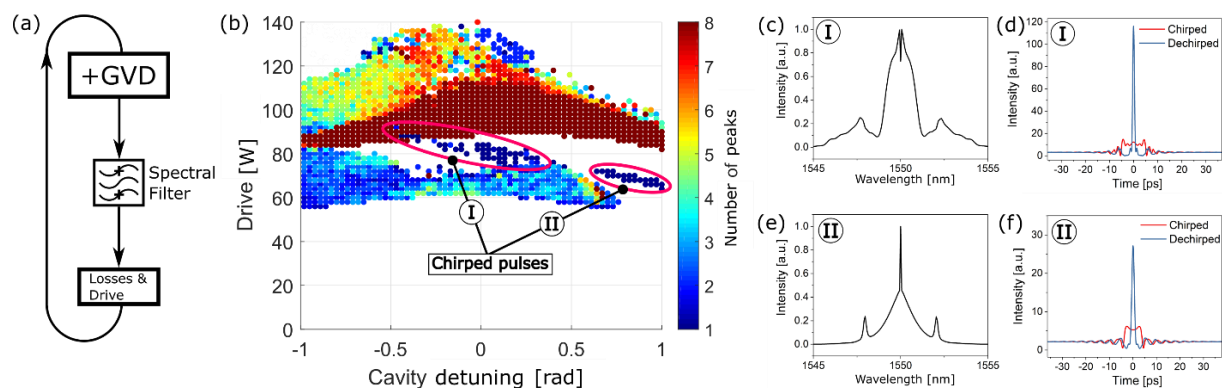 (a)
+GVD
Spectral
Filter
Losses &
Drive
(b)
Drive [W]
140
120
100
80
60
40
20
0
-1
-0.5
0
0.5
1
Cavity detuning [rad]
I
II
Chirped pulses
8
7
6
5
4
3
2
1
Number of peaks
(c)
I
Intensity [a.u.]
1.0
0.8
0.6
0.4
0.2
0.0
1545
1550
1555
Wavelength [nm]
(d)
I
Chirped
Dechirped
Intensity [a.u.]
120
100
80
60
40
20
0
-30 -20 -10 0 10 20 30
Time [ps]
(e)
II
Intensity [a.u.]
1.0
0.8
0.6
0.4
0.2
0.0
1545
1550
1555
Wavelength [nm]
(f)
II
Chirped
Dechirped
Intensity [a.u.]
30
20
10
0
-30 -20 -10 0 10 20 30
Time [ps]